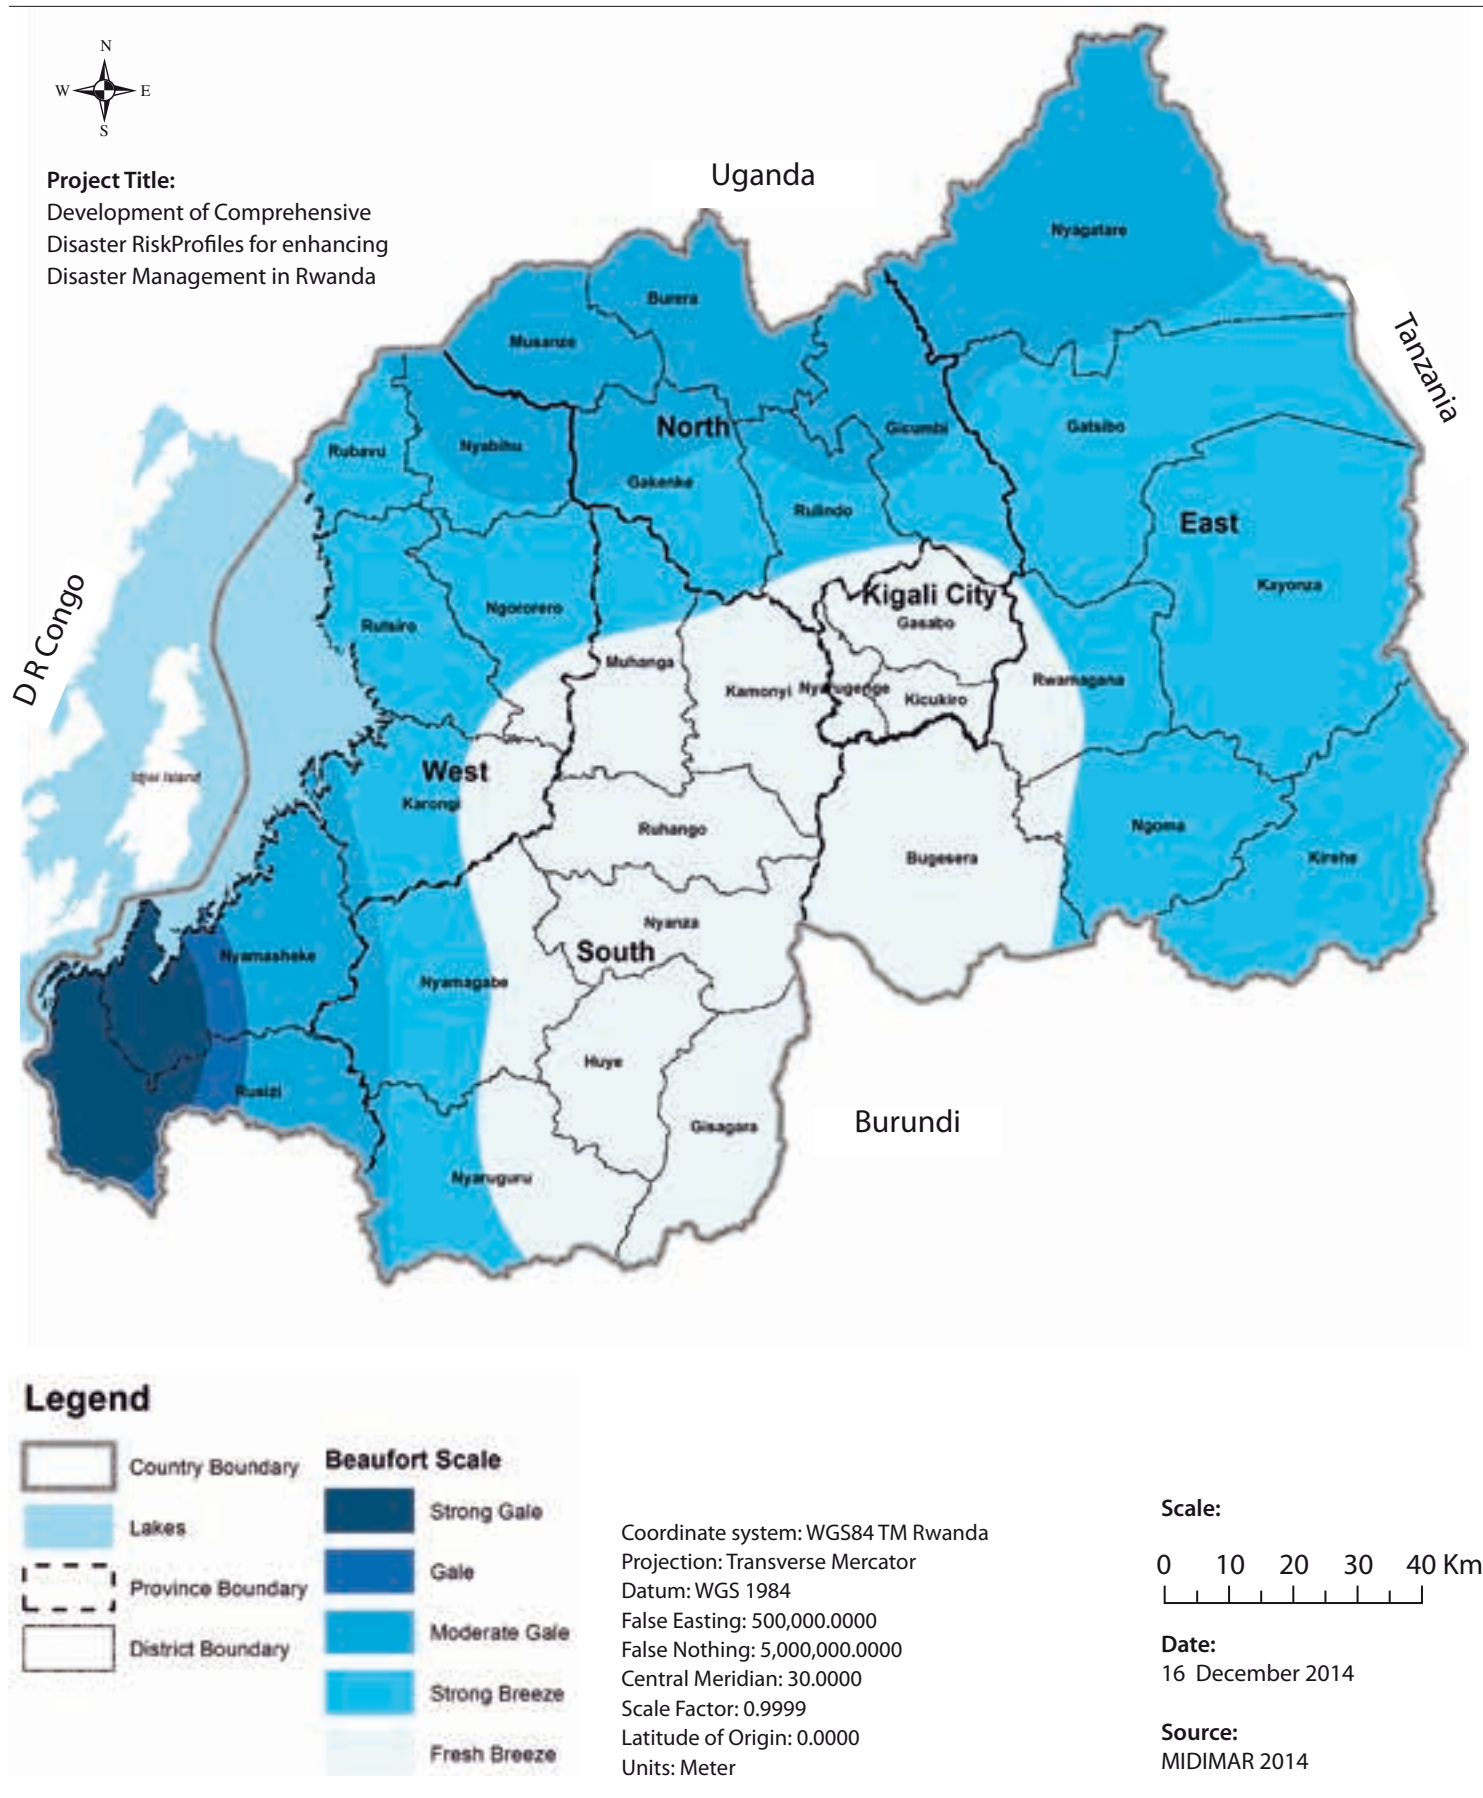 N
W
E
S
Project Title:
Development of Comprehensive
Disaster RiskProfiles for enhancing
Disaster Management in Rwanda
Uganda
Tanzania
D R Congo
Burundi
Nyagatare
Burera
Musanze
North
Gicumbi
Gatsibo
Rubavu
Nyabihu
Gakenke
Rulindo
East
Kayonza
Kigali City
Gasabo
Ngororero
Rutsiro
Muhanga
Kamonyi
Nyarugenge
Kicukiro
Rwamagana
Idjwi Island
West
Karongi
Ruhango
Bugesera
Ngoma
Kirehe
Nyanza
South
Nyamasheke
Nyamagabe
Huye
Rusizi
Gisagara
Nyaruguru
Legend
Country Boundary
Lakes
Province Boundary
District Boundary
Beaufort Scale
Strong Gale
Gale
Moderate Gale
Strong Breeze
Fresh Breeze
Coordinate system: WGS84 TM Rwanda
Projection: Transverse Mercator
Datum: WGS 1984
False Easting: 500,000.0000
False Nothing: 5,000,000.0000
Central Meridian: 30.0000
Scale Factor: 0.9999
Latitude of Origin: 0.0000
Units: Meter
Scale:
0 10 20 30 40 Km
Date:
16 December 2014
Source:
MIDIMAR 2014